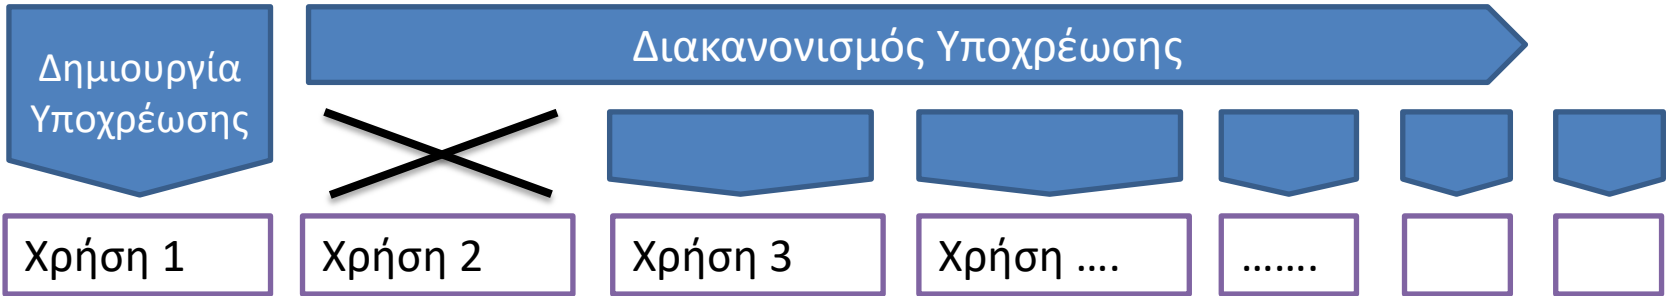 Δημιουργία
Υποχρέωσης
Διακανονισμός Υποχρέωσης
Χρήση 1
Χρήση 2
Χρήση 3
Χρήση ....
.......